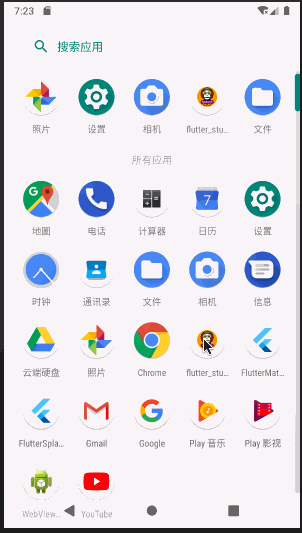 7:23
搜索应用
照片 设置 相机 flutter_stu... 文件
所有应用
地图 电话 计算器 日历 设置
时钟 通讯录 文件 相机 信息
云端硬盘 照片 Chrome flutter_stu... FlutterMat...
FlutterSpla... Gmail Google Play 音乐 Play 影视
WebView... YouTube